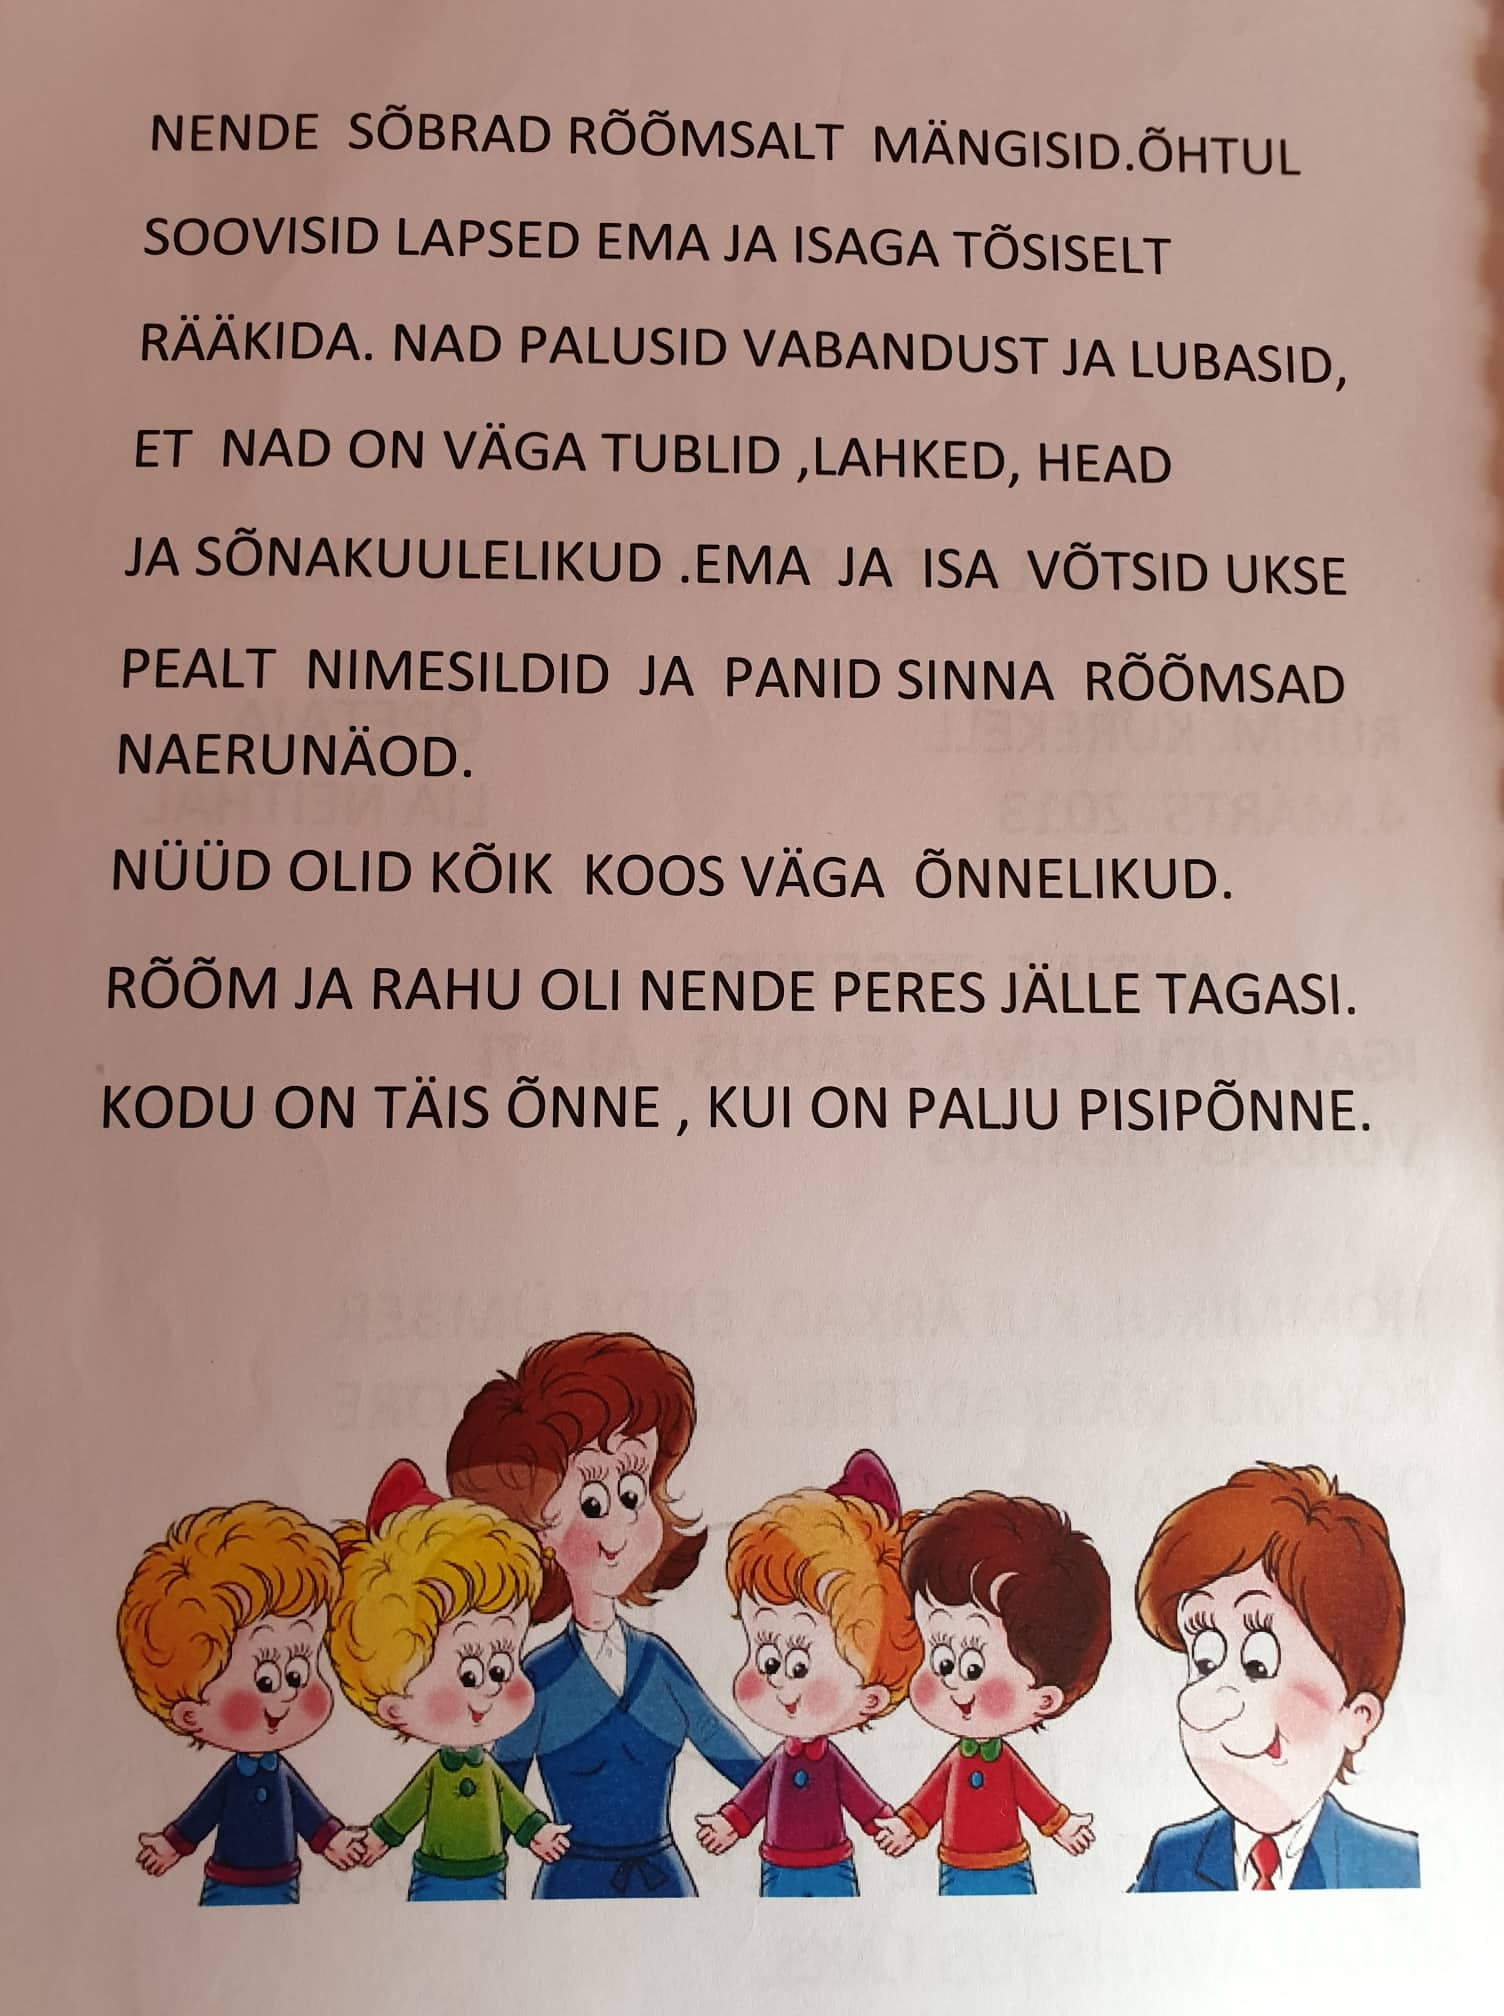 NENDE SÕBRAD RÕÕMSALT MÄNGISID.ÕHTUL
SOOVISID LAPSED EMA JA ISAGA TÕSISELT
RÄÄKIDA. NAD PALUSID VABANDUST JA LUBASID,
ET NAD ON VÄGA TUBLID ,LAHKED, HEAD
JA SÕNAKUULELIKUD .EMA JA ISA VÕTSID UKSE
PEALT NIMESILDID JA PANID SINNA RÕÕMSAD
NAERUNÄOD.
NÜÜD OLID KÕIK KOOS VÄGA ÕNNELIKUD.
RÕÕM JA RAHU OLI NENDE PERES JÄLLE TAGASI.
KODU ON TÄIS ÕNNE , KUI ON PALJU PISIPÕNNE.